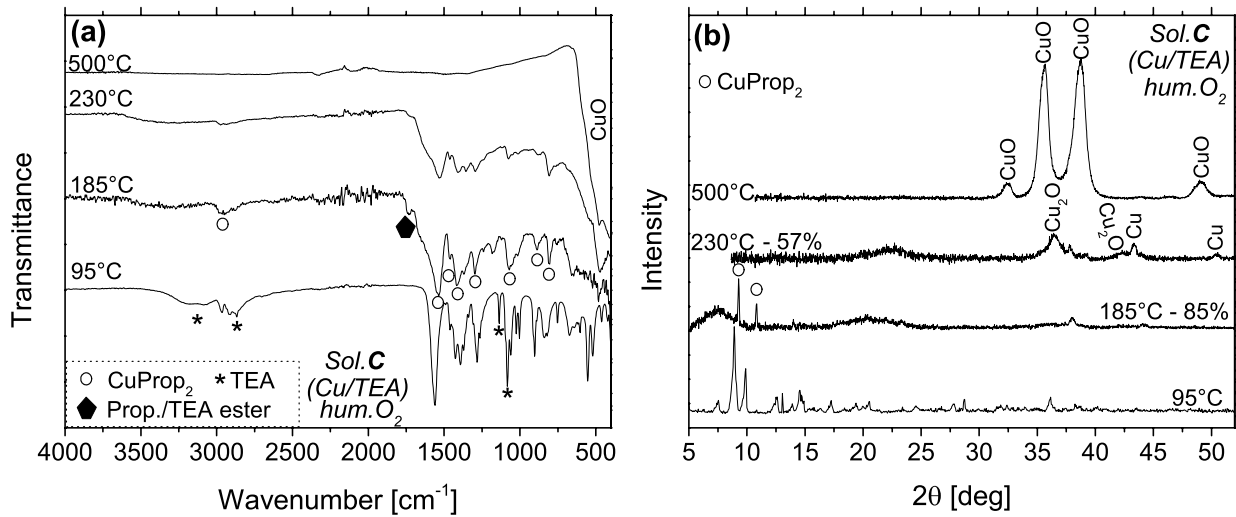 (a)
500°C
230°C
185°C
95°C
CuO
Transmittance
○ CuProp₂ * TEA
Prop./TEA ester
Sol.C
(Cu/TEA)
hum.O₂
4000 3500 3000 2500 2000 1500 1000 500
Wavenumber [cm⁻¹]
(b)
○ CuProp₂
Sol.C
(Cu/TEA)
hum.O₂
CuO
CuO
CuO
CuO
500°C
Cu₂O
Cu₂O
Cu
Cu
230°C - 57%
185°C - 85%
95°C
Intensity
5 10 15 20 25 30 35 40 45 50
2θ [deg]